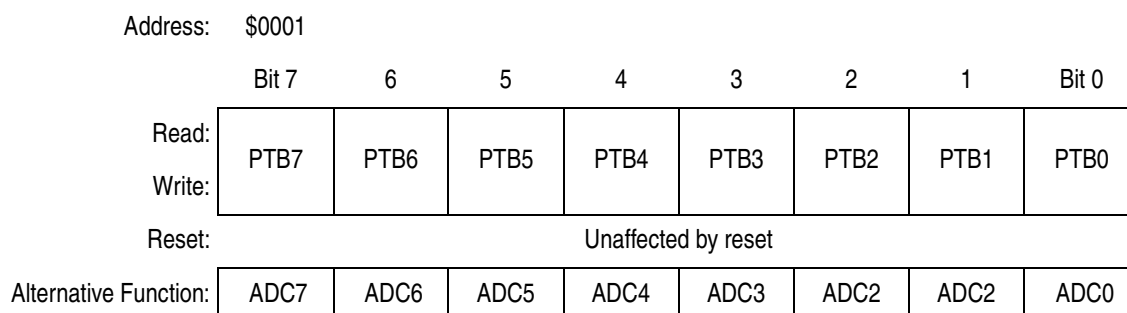 Address: $0001
Bit 7 6 5 4 3 2 1 Bit 0
Read:
PTB7 PTB6 PTB5 PTB4 PTB3 PTB2 PTB1 PTB0
Write:
Reset: Unaffected by reset
Alternative Function: ADC7 ADC6 ADC5 ADC4 ADC3 ADC2 ADC2 ADC0